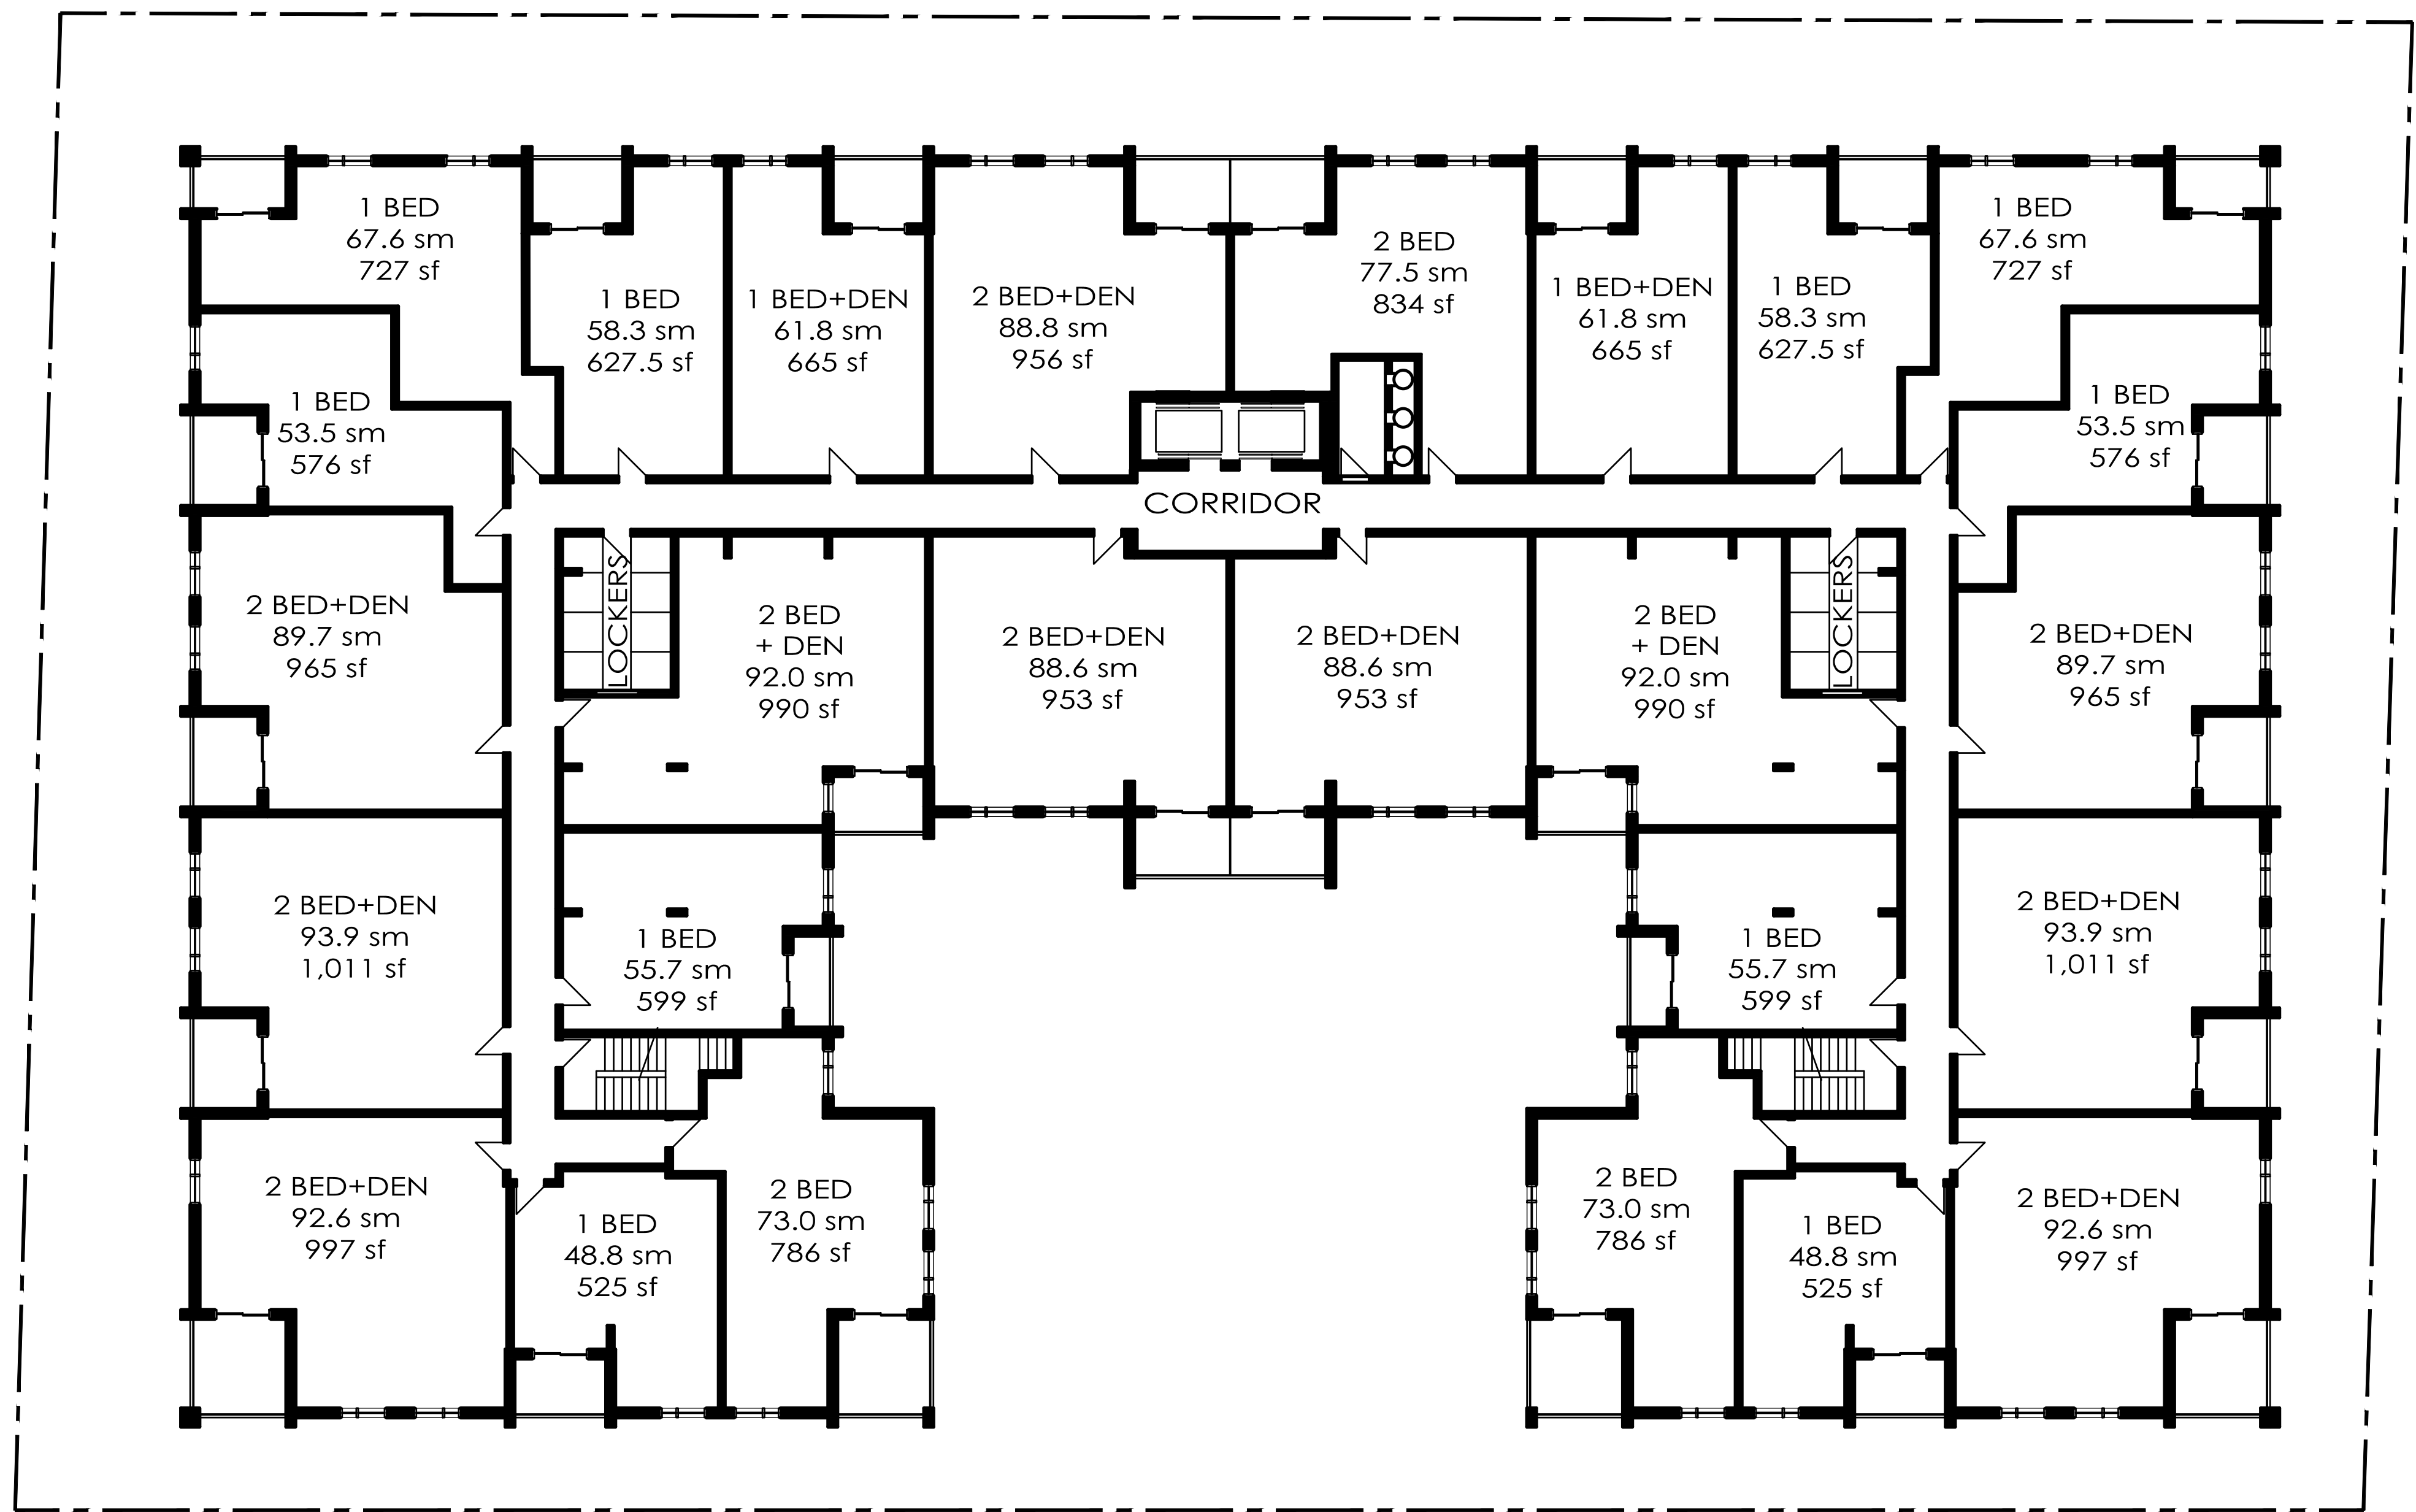 1 BED
67.6 sm
727 sf
1 BED
58.3 sm
627.5 sf
1 BED+DEN
61.8 sm
665 sf
2 BED+DEN
88.8 sm
956 sf
2 BED
77.5 sm
834 sf
1 BED+DEN
61.8 sm
665 sf
1 BED
58.3 sm
627.5 sf
1 BED
67.6 sm
727 sf
1 BED
53.5 sm
576 sf
1 BED
53.5 sm
576 sf
CORRIDOR
2 BED+DEN
89.7 sm
965 sf
LOCKERS
2 BED
+ DEN
92.0 sm
990 sf
2 BED+DEN
88.6 sm
953 sf
2 BED+DEN
88.6 sm
953 sf
2 BED
+ DEN
92.0 sm
990 sf
LOCKERS
2 BED+DEN
89.7 sm
965 sf
2 BED+DEN
93.9 sm
1,011 sf
1 BED
55.7 sm
599 sf
1 BED
55.7 sm
599 sf
2 BED+DEN
93.9 sm
1,011 sf
2 BED+DEN
92.6 sm
997 sf
1 BED
48.8 sm
525 sf
2 BED
73.0 sm
786 sf
2 BED
73.0 sm
786 sf
1 BED
48.8 sm
525 sf
2 BED+DEN
92.6 sm
997 sf